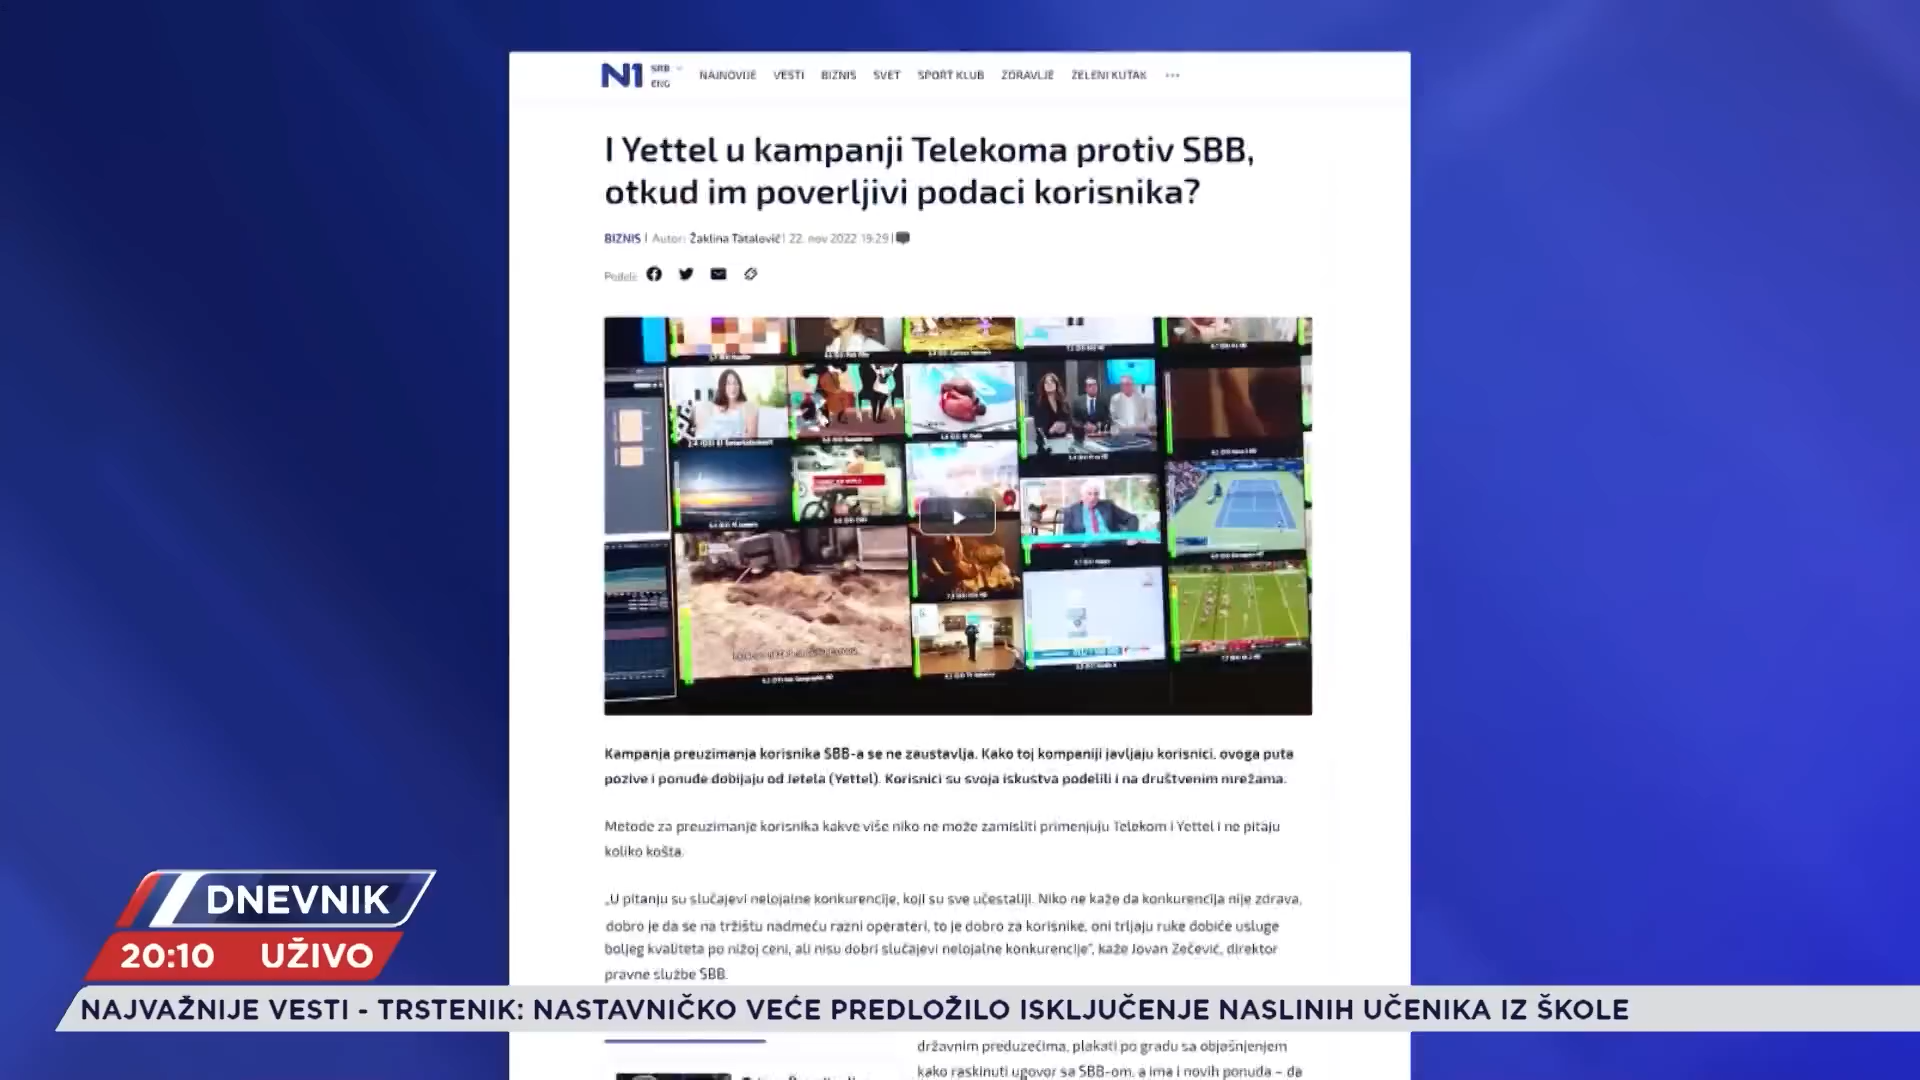 N1
SRB
ENG
NAJNOVIJE VESTI BIZNIS SVET SPORT KLUB ZDRAVLJE ZELENI KUTAK
I Yettel u kampanji Telekoma protiv SBB,
otkud im poverljivi podaci korisnika?
BIZNIS | Autor: Žaklina Tatalović | 22. nov 2022 19:29 |
Podeli:
Kampanja preuzimanja korisnika SBB-a se ne zaustavlja. Kako toj kompaniji javljaju korisnici, ovoga puta
pozive i ponude dobijaju od Jetela (Yettel). Korisnici su svoja iskustva podelili i na društvenim mrežama.
Metode za preuzimanje korisnika kakve više niko ne može zamisliti primenjuju Telekom i Yettel i ne pitaju
koliko košta.
„U pitanju su slučajevi nelojalne konkurencije, koji su sve učestaliji. Niko ne kaže da konkurencija nije zdrava,
dobro je da se na tržištu nadmeću razni operateri, to je dobro za korisnike, oni trljaju ruke dobiće usluge
boljeg kvaliteta po nižoj ceni, ali nisu dobri slučajevi nelojalne konkurencije", kaže Jovan Zečević, direktor
pravne službe SBB.
DNEVNIK
20:10 UŽIVO
NAJVAŽNIJE VESTI - TRSTENIK: NASTAVNIČKO VEĆE PREDLOŽILO ISKLJUČENJE NASLINIH UČENIKA IZ ŠKOLE
državnim preduzećima, plakati po gradu sa objašnjenjem
kako raskinuti ugovor sa SBB-om, a ima i novih ponuda – da